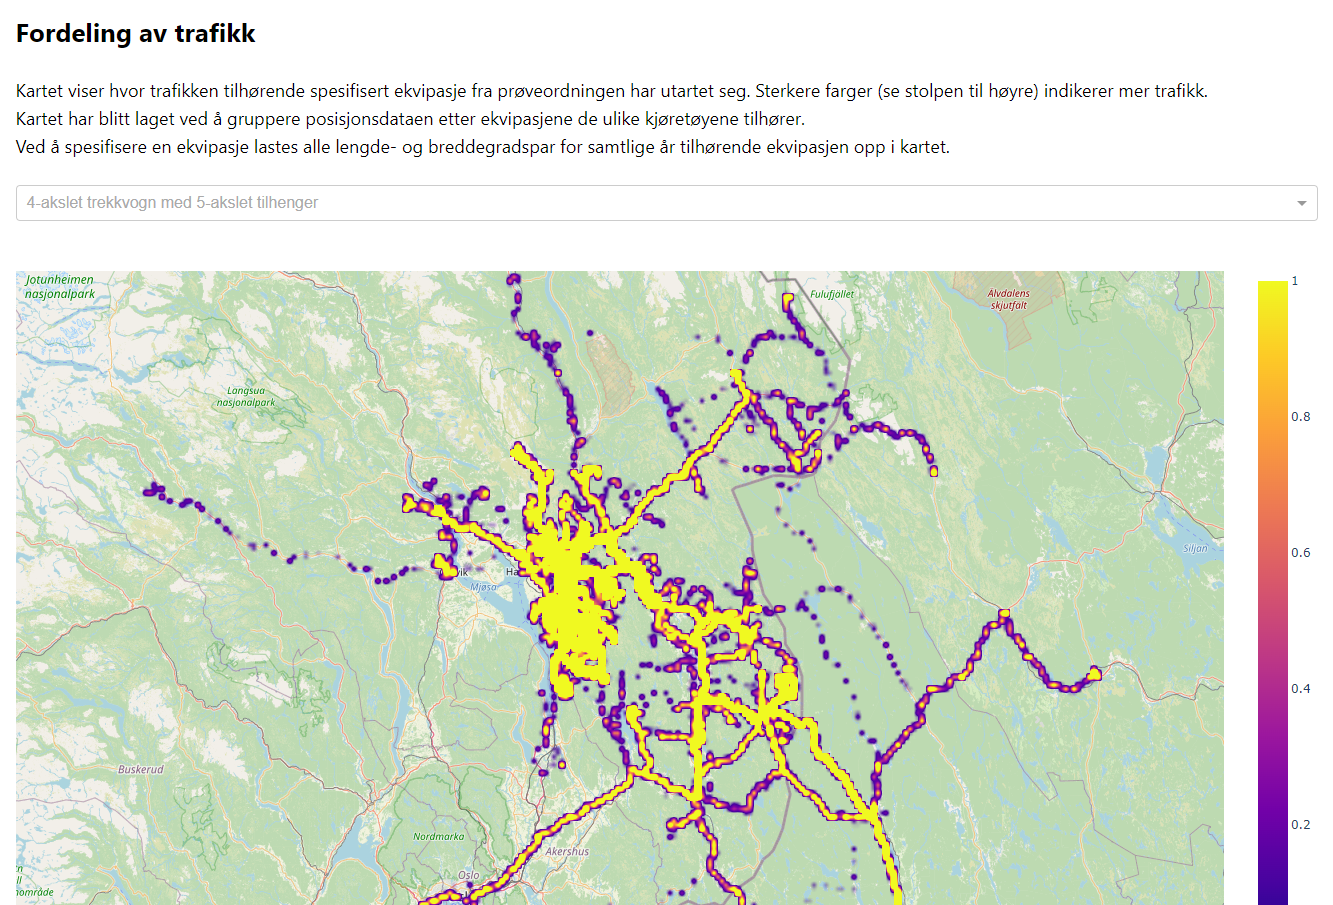 Fordeling av trafikk
Kartet viser hvor trafikken tilhørende spesifisert ekvipasje fra prøveordningen har utartet seg. Sterkere farger (se stolpen til høyre) indikerer mer trafikk.
Kartet har blitt laget ved å gruppere posisjonsdataen etter ekvipasjene de ulike kjøretøyene tilhører.
Ved å spesifisere en ekvipasje lastes alle lengde- og breddegradspar for samtlige år tilhørende ekvipasjen opp i kartet.
4-akslet trekkvogn med 5-akslet tilhenger
Jotunheimen
nasjonalpark
Fulufjället
Älvdalens
skjutfält
1
Langsua
nasjonalpark
0.8
0.6
Siljan
Ha
vik
Mjøsa
0.4
Buskerud
0.2
Nordmarka
Akershus
Oslo
område